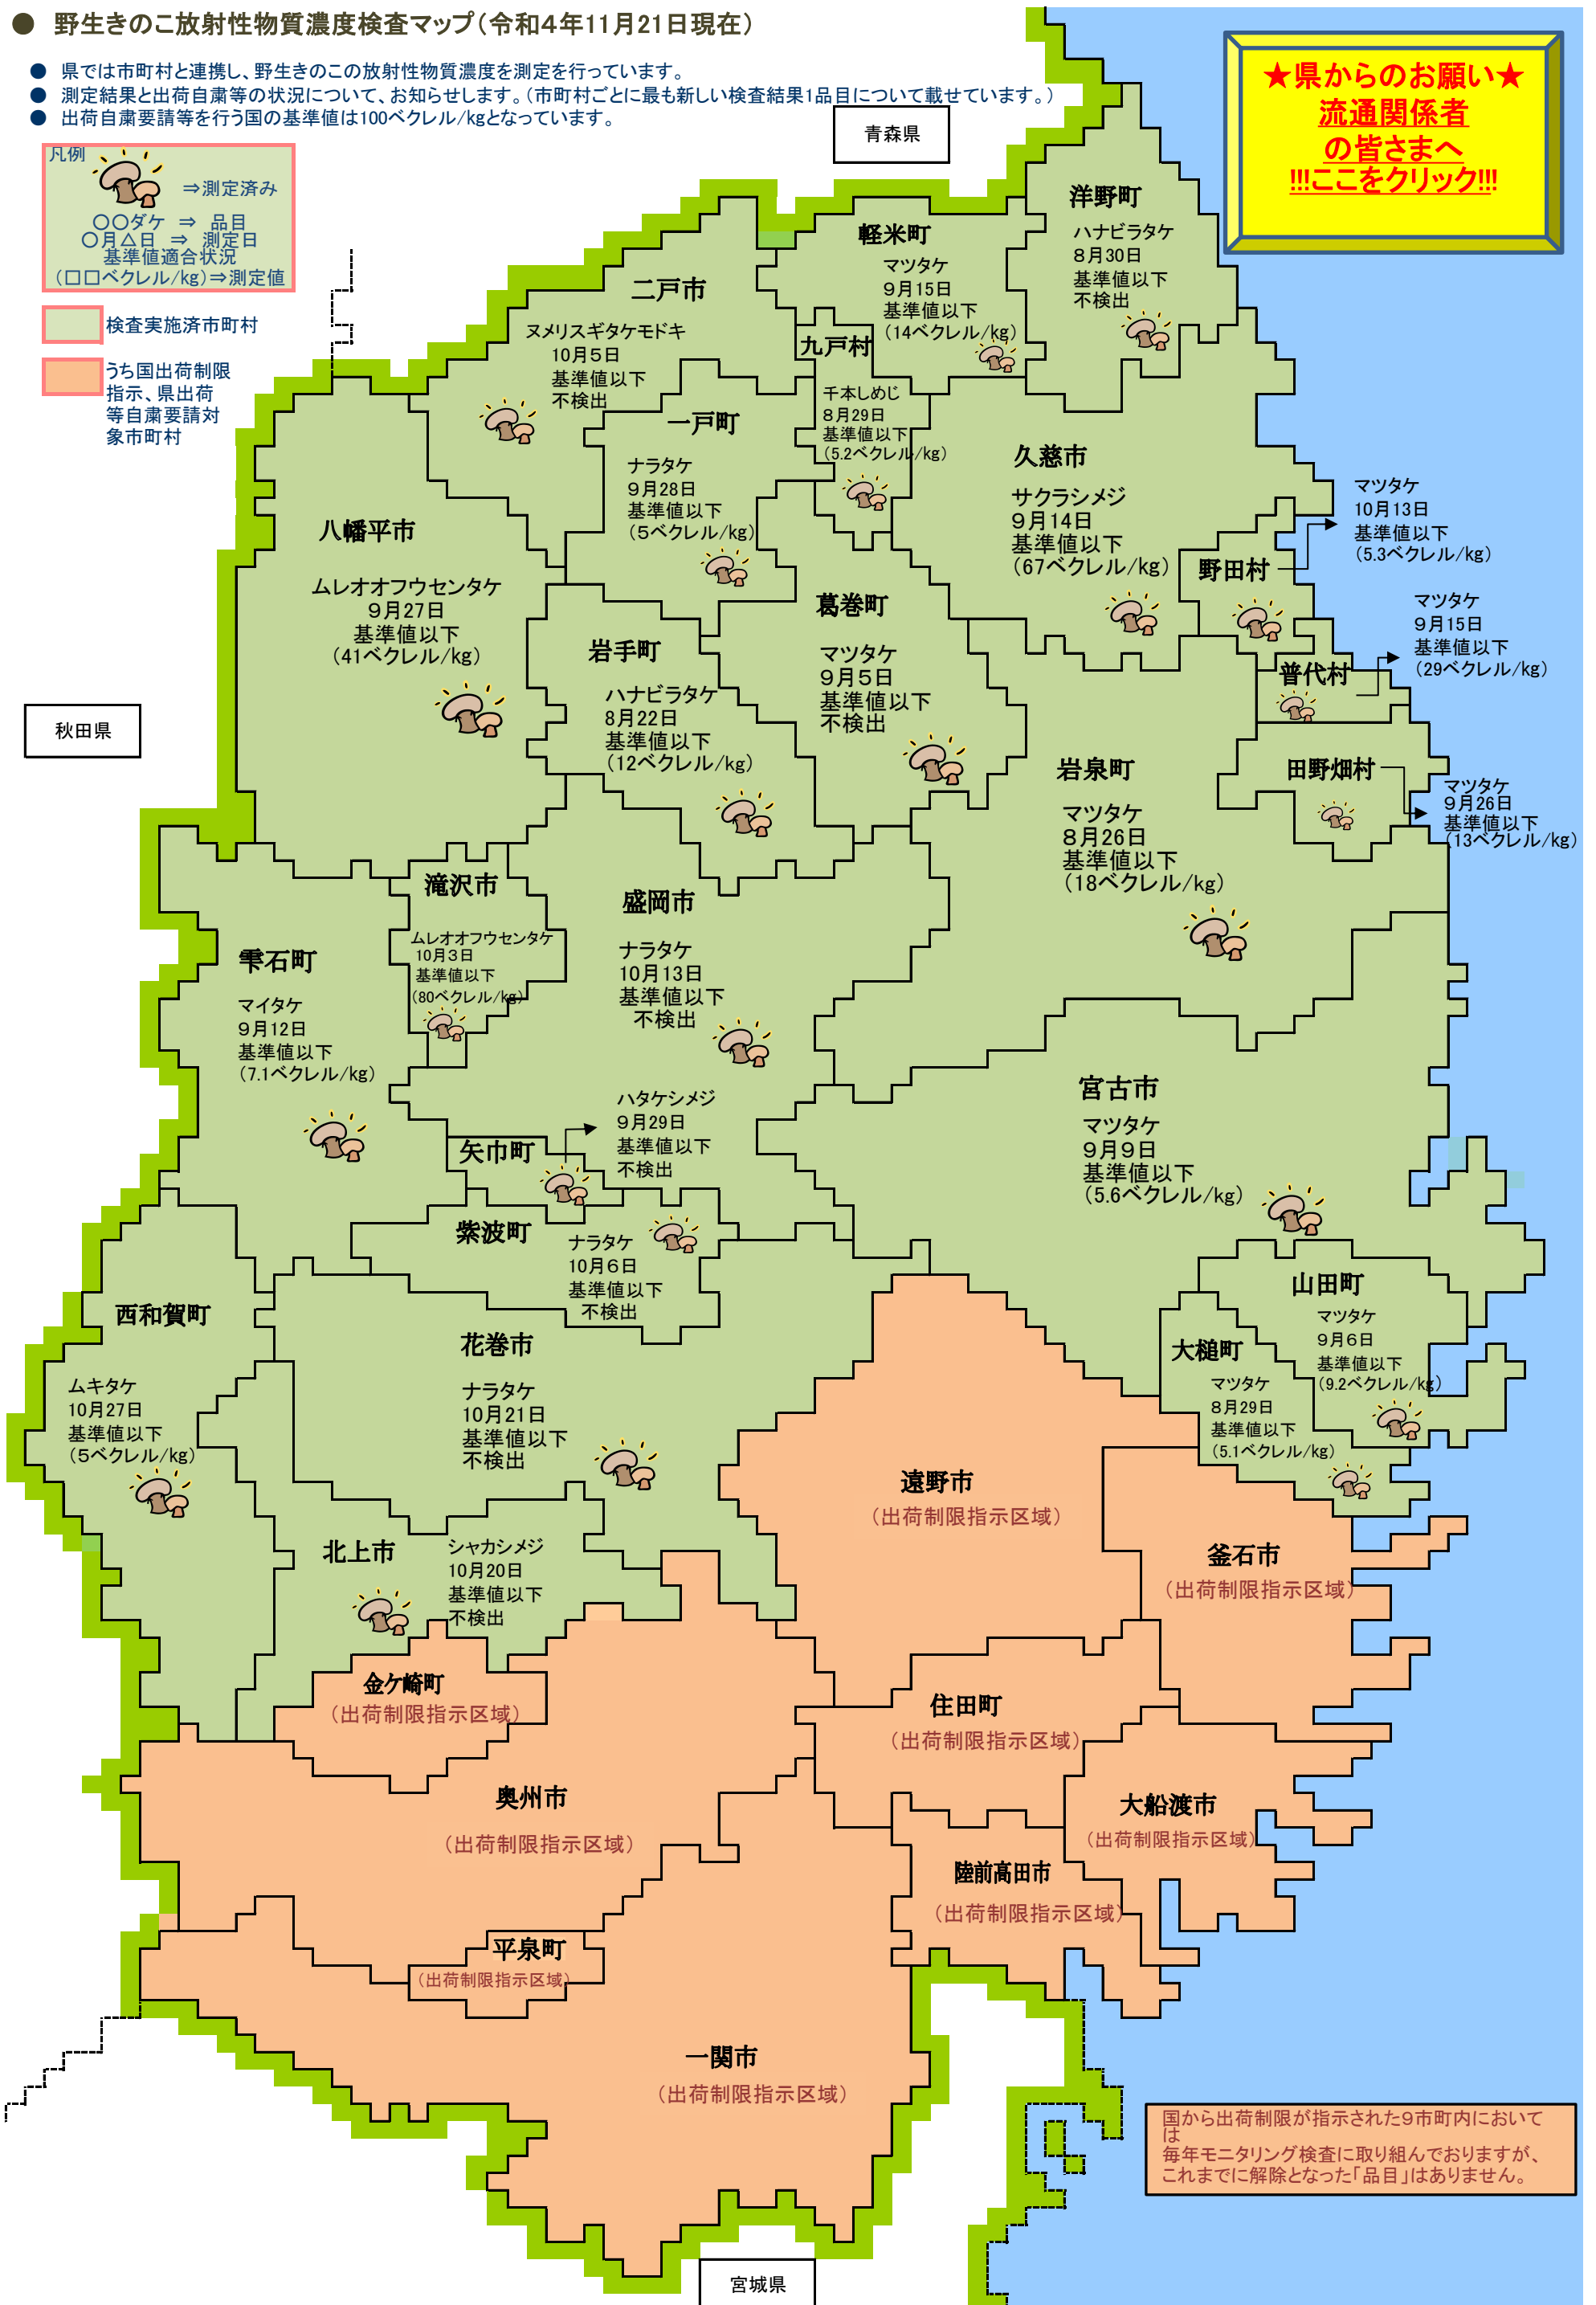 ● 野生きのこ放射性物質濃度検査マップ（令和４年11月21日現在）
● 県では市町村と連携し、野生きのこの放射性物質濃度を測定を行っています。
● 測定結果と出荷自粛等の状況について、お知らせします。（市町村ごとに最も新しい検査結果1品目について載せています。）
● 出荷自粛要請等を行う国の基準値は100ベクレル/kgとなっています。
★県からのお願い★
流通関係者
の皆さまへ
!!!ここをクリック!!!
凡例
⇒測定済み
〇〇ダケ ⇒ 品目
〇月△日 ⇒ 測定日
基準値適合状況
（□□ベクレル/kg）⇒測定値
検査実施済市町村
うち国出荷制限
指示、県出荷
等自粛要請対
象市町村
青森県
秋田県
宮城県
洋野町
ハナビラタケ
８月30日
基準値以下
不検出
軽米町
マツタケ
９月15日
基準値以下
（14ベクレル/kg）
二戸市
ヌメリスギタケモドキ
10月５日
基準値以下
不検出
九戸村
千本しめじ
８月29日
基準値以下
（5.2ベクレル/kg）
一戸町
ナラタケ
９月28日
基準値以下
（５ベクレル/kg）
久慈市
サクラシメジ
９月14日
基準値以下
（67ベクレル/kg）
野田村
マツタケ
10月13日
基準値以下
（5.3ベクレル/kg）
普代村
マツタケ
９月15日
基準値以下
（29ベクレル/kg）
八幡平市
ムレオオフウセンタケ
９月27日
基準値以下
（41ベクレル/kg）
岩手町
ハナビラタケ
８月22日
基準値以下
（12ベクレル/kg）
葛巻町
マツタケ
９月５日
基準値以下
不検出
岩泉町
マツタケ
８月26日
基準値以下
（18ベクレル/kg）
田野畑村
マツタケ
９月26日
基準値以下
（13ベクレル/kg）
滝沢市
ムレオオフウセンタケ
10月３日
基準値以下
（80ベクレル/kg）
盛岡市
ナラタケ
10月13日
基準値以下
不検出
雫石町
マイタケ
９月12日
基準値以下
（7.1ベクレル/kg）
矢巾町
ハタケシメジ
９月29日
基準値以下
不検出
宮古市
マツタケ
９月９日
基準値以下
（5.6ベクレル/kg）
紫波町
ナラタケ
10月６日
基準値以下
不検出
山田町
マツタケ
９月６日
基準値以下
（9.2ベクレル/kg）
大槌町
マツタケ
８月29日
基準値以下
（5.1ベクレル/kg）
西和賀町
ムキタケ
10月27日
基準値以下
（５ベクレル/kg）
花巻市
ナラタケ
10月21日
基準値以下
不検出
北上市
シャカシメジ
10月20日
基準値以下
不検出
遠野市
（出荷制限指示区域）
釜石市
（出荷制限指示区域）
金ケ崎町
（出荷制限指示区域）
住田町
（出荷制限指示区域）
奥州市
（出荷制限指示区域）
大船渡市
（出荷制限指示区域）
陸前高田市
（出荷制限指示区域）
平泉町
（出荷制限指示区域）
一関市
（出荷制限指示区域）
国から出荷制限が指示された９市町内において
は
毎年モニタリング検査に取り組んでおりますが、
これまでに解除となった「品目」はありません。